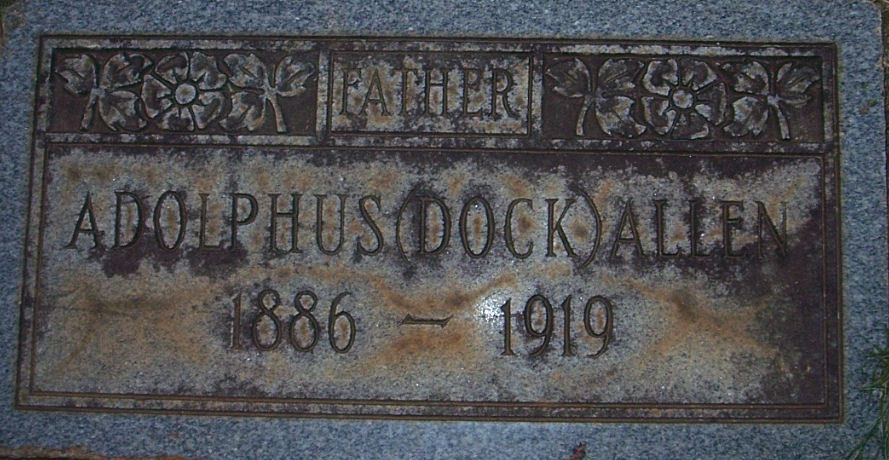 FATHER
ADOLPHUS (DOCK) ALLEN
1886 — 1919